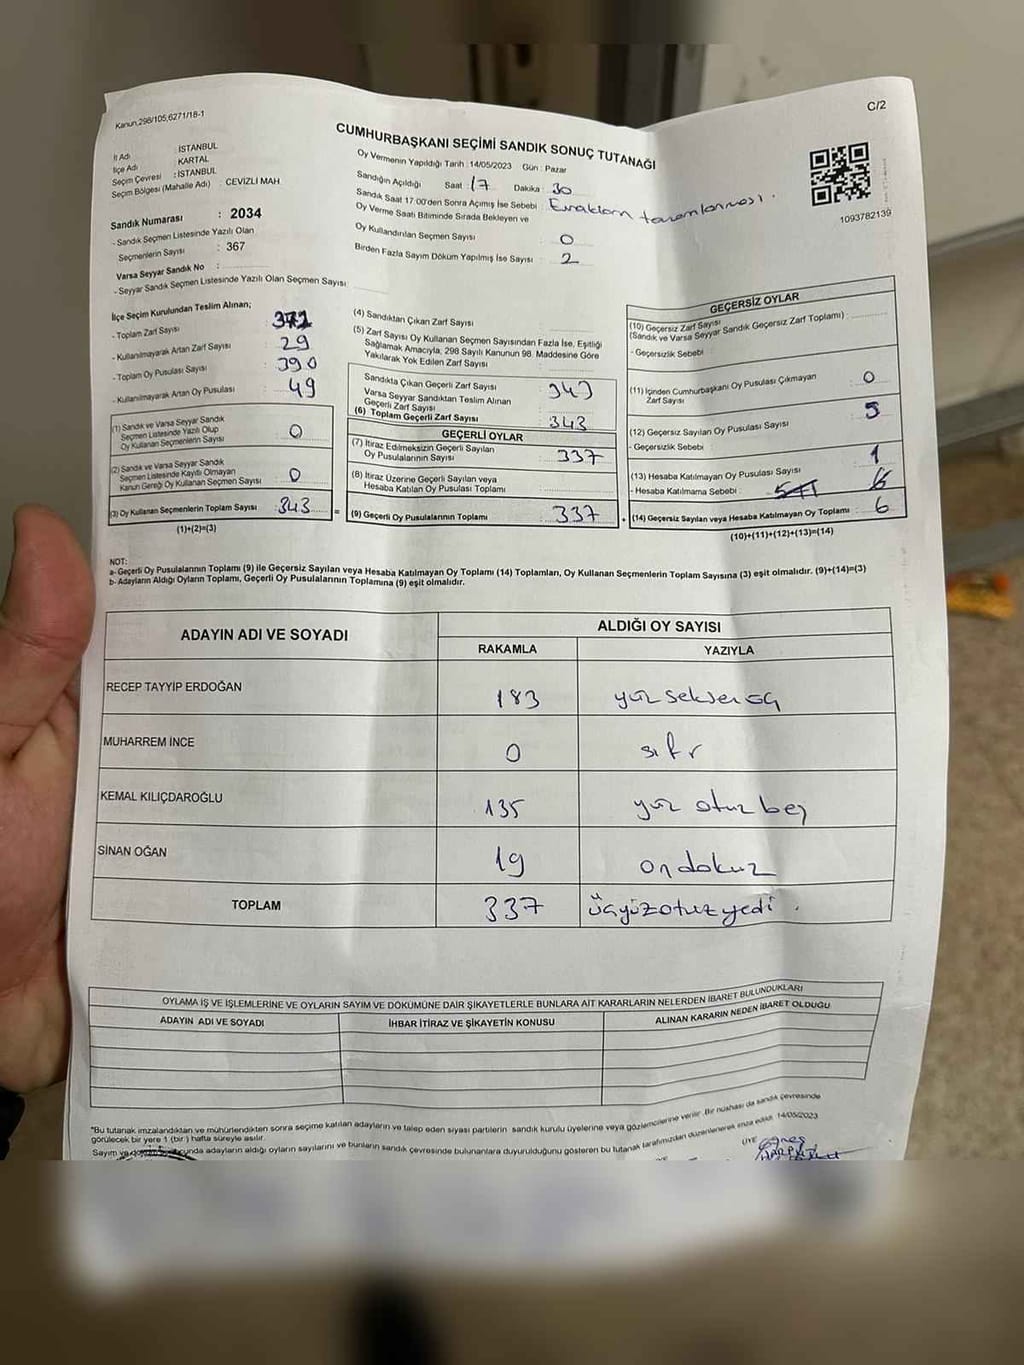 Kanun,298/105,6271/18-1
C/2
CUMHURBAŞKANI SEÇİMİ SANDIK SONUÇ TUTANAĞI
İl Adı : İSTANBUL
İlçe Adı : KARTAL
Seçim Çevresi : İSTANBUL
Seçim Bölgesi (Mahalle Adı) : CEVİZLİ MAH.
Oy Vermenin Yapıldığı Tarih :14/05/2023 Gün : Pazar
Sandığın Açıldığı Saat : 17 Dakika : 30
Sandık Saat 17:00'den Sonra Açımış İse Sebebi : Evrakların tamamlanması.
Oy Verme Saati Bitiminde Sırada Bekleyen ve
Oy Kullandırılan Seçmen Sayısı : 0
Birden Fazla Sayım Döküm Yapılmış İse Sayısı : 2
1093782139
Sandık Numarası : 2034
- Sandık Seçmen Listesinde Yazılı Olan
Seçmenlerin Sayısı : 367
Varsa Seyyar Sandık No :
- Seyyar Sandık Seçmen Listesinde Yazılı Olan Seçmen Sayısı :
İlçe Seçim Kurulundan Teslim Alınan;
- Toplam Zarf Sayısı : 372
- Kullanılmayarak Artan Zarf Sayısı : 29
- Toplam Oy Pusulası Sayısı : 390
- Kullanılmayarak Artan Oy Pusulası : 49
(1) Sandık ve Varsa Seyyar Sandık
Seçmen Listesinde Yazılı Olup
Oy Kullanan Seçmenlerin Sayısı : 0
(2) Sandık ve Varsa Seyyar Sandık
Seçmen Listesinde Kayıtlı Olmayan
Kanun Gereği Oy Kullanan Seçmen Sayısı : 0
(3) Oy Kullanan Seçmenlerin Toplam Sayısı : 343 =
(1)+(2)=(3)
(4) Sandıktan Çıkan Zarf Sayısı :
(5) Zarf Sayısı Oy Kullanan Seçmen Sayısından Fazla İse, Eşitliği
Sağlamak Amacıyla, 298 Sayılı Kanunun 98. Maddesine Göre
Yakılarak Yok Edilen Zarf Sayısı :
Sandıkta Çıkan Geçerli Zarf Sayısı : 343
Varsa Seyyar Sandıktan Teslim Alınan
Geçerli Zarf Sayısı :
(6) Toplam Geçerli Zarf Sayısı : 343
GEÇERLİ OYLAR
(7) İtiraz Edilmeksizin Geçerli Sayılan
Oy Pusulalarının Sayısı : 337
(8) İtiraz Üzerine Geçerli Sayılan veya
Hesaba Katılan Oy Pusulası Toplamı :
(9) Geçerli Oy Pusulalarının Toplamı : 337 +
GEÇERSİZ OYLAR
(10) Geçersiz Zarf Sayısı
(Sandık ve Varsa Seyyar Sandık Geçersiz Zarf Toplamı) :
- Geçersizlik Sebebi :
(11) İçinden Cumhurbaşkanı Oy Pusulası Çıkmayan
Zarf Sayısı : 0
(12) Geçersiz Sayılan Oy Pusulası Sayısı : 5
- Geçersizlik Sebebi :
(13) Hesaba Katılmayan Oy Pusulası Sayısı : 1
- Hesaba Katılmama Sebebi : 6
(14) Geçersiz Sayılan veya Hesaba Katılmayan Oy Toplamı : 6
(10)+(11)+(12)+(13)=(14)
NOT:
a- Geçerli Oy Pusulalarının Toplamı (9) ile Geçersiz Sayılan veya Hesaba Katılmayan Oy Toplamı (14) Toplamları, Oy Kullanan Seçmenlerin Toplam Sayısına (3) eşit olmalıdır. (9)+(14)=(3)
b- Adayların Aldığı Oyların Toplamı, Geçerli Oy Pusulalarının Toplamına (9) eşit olmalıdır.
ADAYIN ADI VE SOYADI
ALDIĞI OY SAYISI
RAKAMLA YAZIYLA
RECEP TAYYİP ERDOĞAN 183 yüz seksen üç
MUHARREM İNCE 0 sıfır
KEMAL KILIÇDAROĞLU 135 yüz otuz beş
SİNAN OĞAN 19 on dokuz
TOPLAM 337 üçyüzotuzyedi.
OYLAMA İŞ VE İŞLEMLERİNE VE OYLARIN SAYIM VE DÖKÜMÜNE DAİR ŞİKAYETLERLE BUNLARA AİT KARARLARIN NELERDEN İBARET BULUNDUKLARI
ADAYIN ADI VE SOYADI İHBAR İTİRAZ VE ŞİKAYETİN KONUSU ALINAN KARARIN NEDEN İBARET OLDUĞU
*Bu tutanak imzalandıktan ve mühürlendikten sonra seçime katılan adayların ve talep eden siyasi partilerin sandık kurulu üyelerine veya gözlemcilerine verilir. Bir nüshası da sandık çevresinde
görülecek bir yere 1 (bir) hafta süreyle asılır.
Sayım ve adayların aldığı oyların sayılarını ve bunların sandık çevresinde bulunanlara duyurulduğunu gösteren bu tutanak tarafımızdan düzenlenerek imza edildi. 14/05/2023
ÜYE